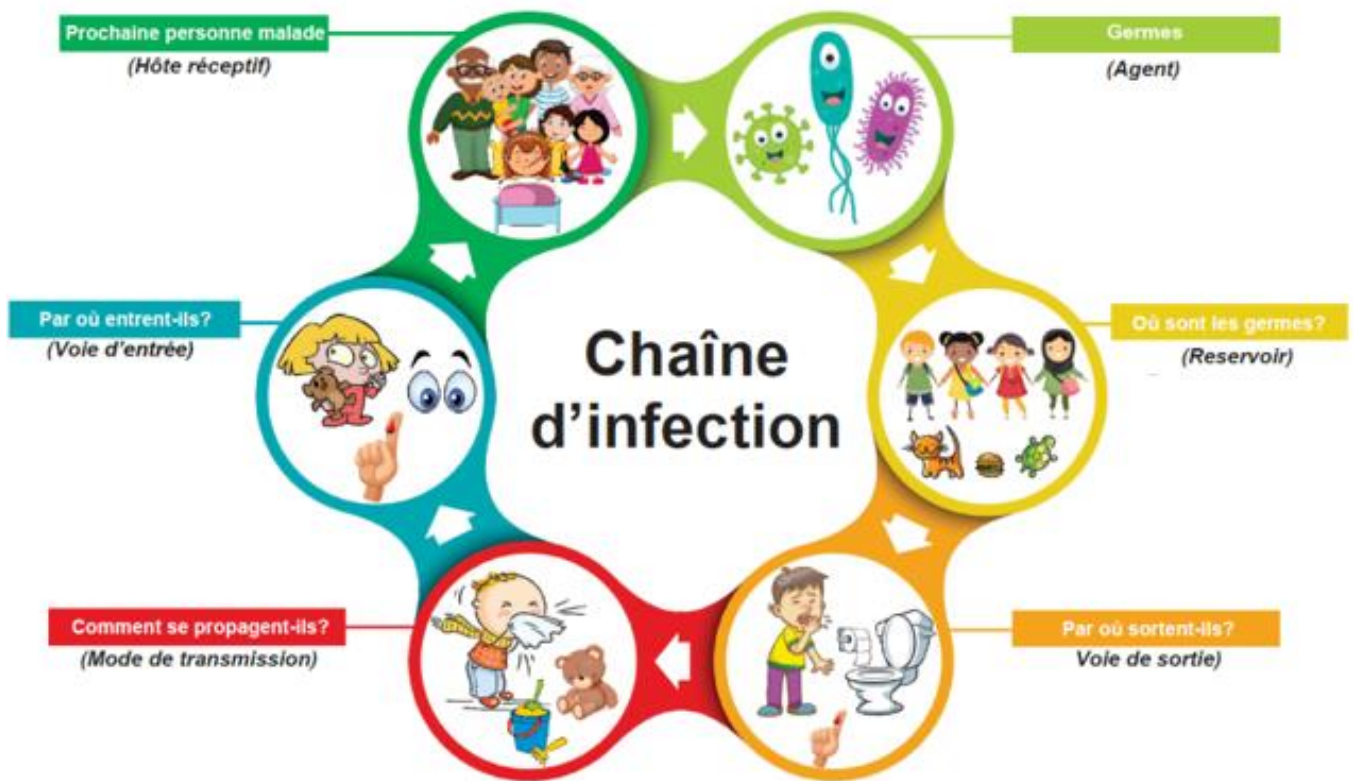 Prochaine personne malade
(Hôte réceptif)
Germes
(Agent)
Par où entrent-ils?
(Voie d'entrée)
Chaîne
d'infection
Où sont les germes?
(Reservoir)
Comment se propagent-ils?
(Mode de transmission)
Par où sortent-ils?
Voie de sortie)